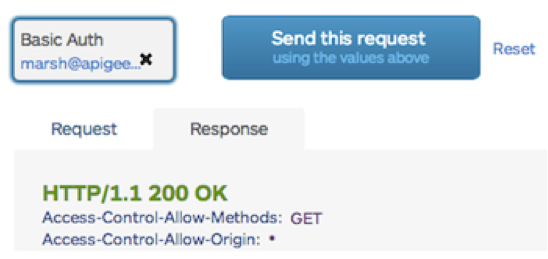 Basic Auth
marsh@apigee...
Send this request
using the values above
Reset
Request
Response
HTTP/1.1 200 OK
Access-Control-Allow-Methods: GET
Access-Control-Allow-Origin: *